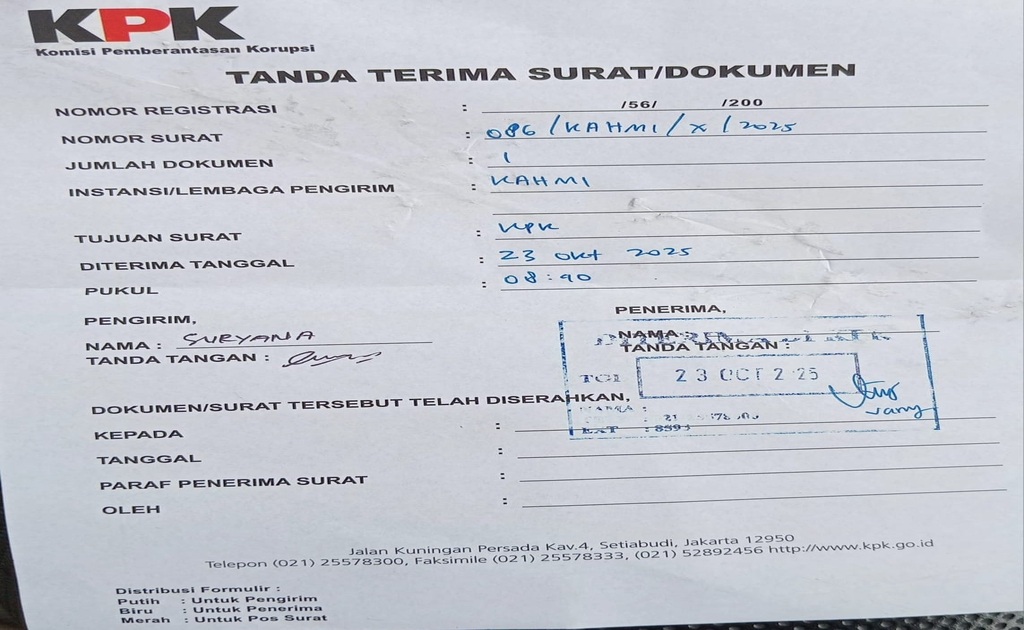 KPK
Komisi Pemberantasan Korupsi
TANDA TERIMA SURAT/DOKUMEN
NOMOR REGISTRASI : /56/ /200
NOMOR SURAT : 086/KAHMI/X/2025
JUMLAH DOKUMEN : 1
INSTANSI/LEMBAGA PENGIRIM : KAHMI
TUJUAN SURAT : KPK
DITERIMA TANGGAL : 23 Okt 2025
PUKUL : 08:40
PENGIRIM,
NAMA : SURYANA
TANDA TANGAN :
PENERIMA,
NAMA :
TANDA TANGAN :
TGL 23 OCT 2 25
EXT : 8593
DOKUMEN/SURAT TERSEBUT TELAH DISERAHKAN,
KEPADA :
TANGGAL :
PARAF PENERIMA SURAT :
OLEH :
Jalan Kuningan Persada Kav.4, Setiabudi, Jakarta 12950
Telepon (021) 25578300, Faksimile (021) 25578333, (021) 52892456 http://www.kpk.go.id
Distribusi Formulir :
Putih : Untuk Pengirim
Biru : Untuk Penerima
Merah : Untuk Pos Surat